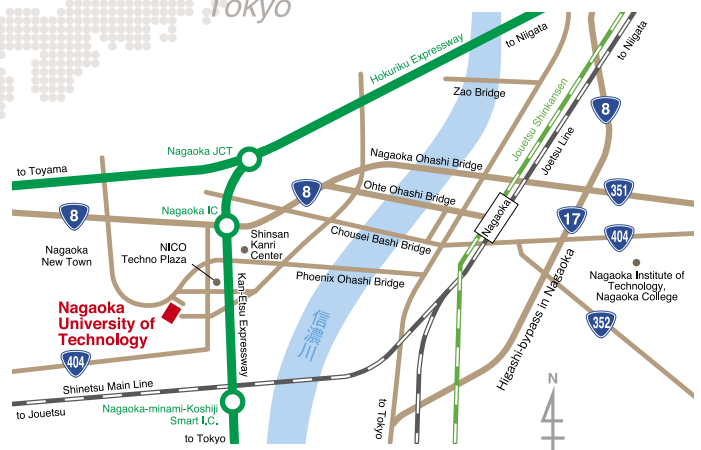 Tokyo
Hokuriku Expressway
to Niigata
to Niigata
Zao Bridge
Jouetsu Shinkansen
Joetsu Line
8
Nagaoka JCT
to Toyama
Nagaoka Ohashi Bridge
8
Ohte Ohashi Bridge
351
8
Nagaoka IC
Nagaoka
17
404
Shinsan
Kanri
Center
Chousei Bashi Bridge
Nagaoka
New Town
NICO
Techno Plaza
Phoenix Ohashi Bridge
Nagaoka Institute of
Technology,
Nagaoka College
Kan-Etsu Expressway
Higashi-bypass in Nagaoka
Nagaoka
University of
Technology
信濃川
352
404
Shinetsu Main Line
to Jouetsu
Nagaoka-minami-Koshiji
Smart I.C.
to Tokyo
to Tokyo
N
4